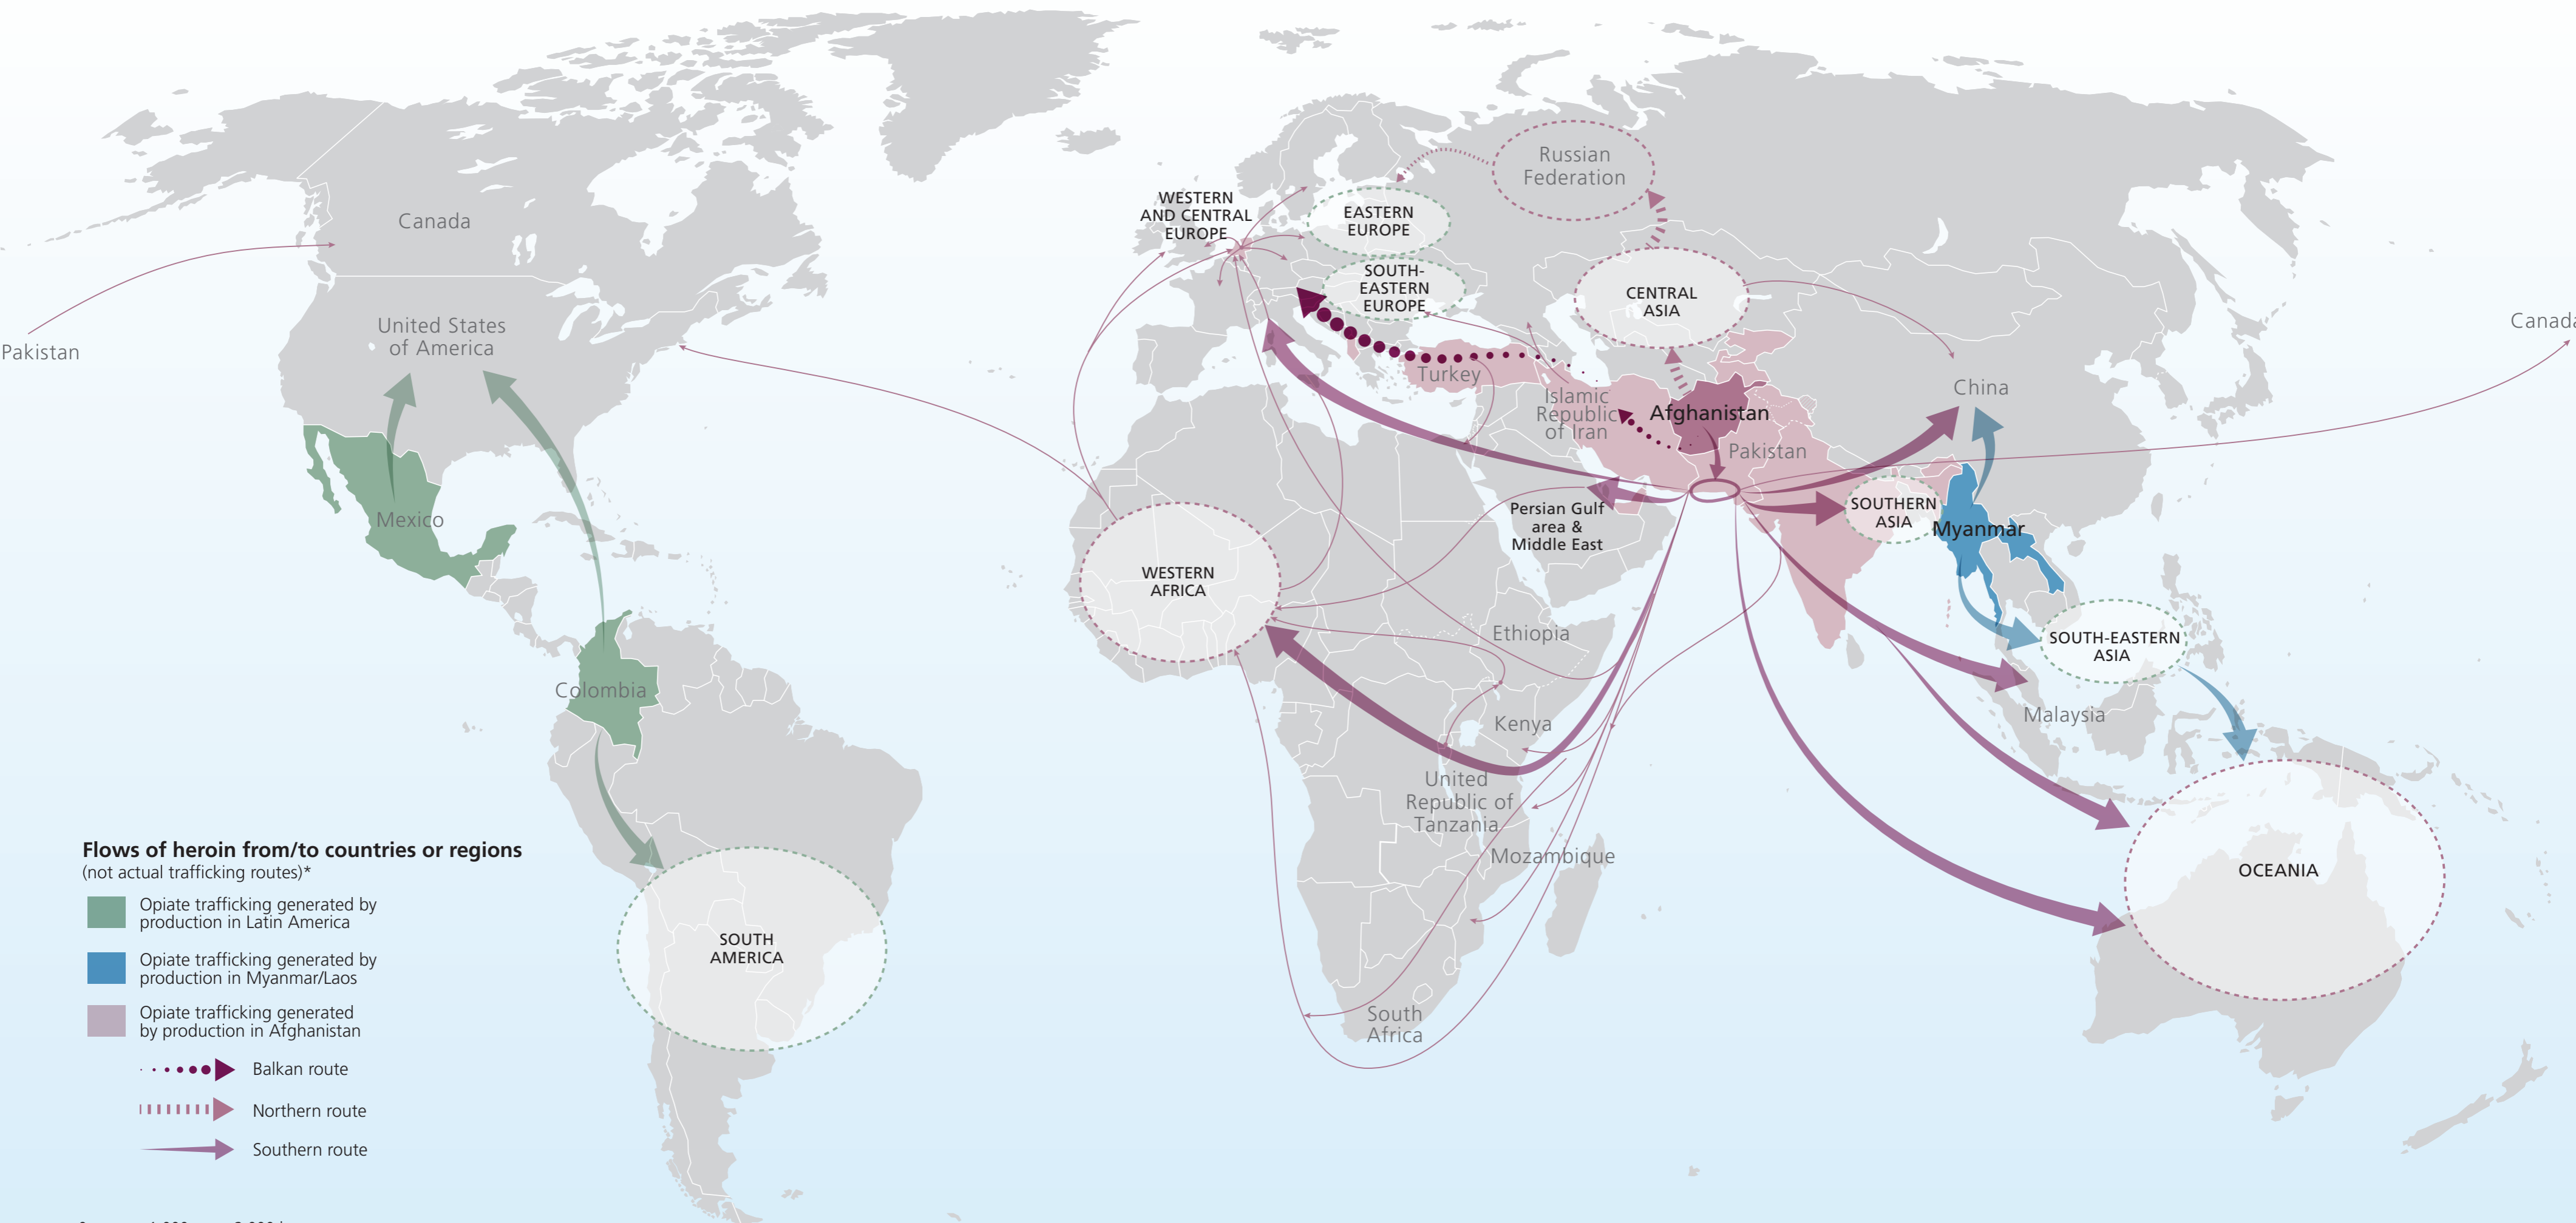 Russian
Federation
WESTERN
AND CENTRAL
EUROPE
EASTERN
EUROPE
Canada
SOUTH-
EASTERN
EUROPE
CENTRAL
ASIA
United States
of America
Canada
Pakistan
Turkey
China
Islamic
Republic
of Iran
Afghanistan
Pakistan
Mexico
Persian Gulf
area &
Middle East
SOUTHERN
ASIA
Myanmar
WESTERN
AFRICA
Ethiopia
SOUTH-EASTERN
ASIA
Colombia
Kenya
Malaysia
United
Republic of
Tanzania
Mozambique
OCEANIA
SOUTH
AMERICA
South
Africa
Flows of heroin from/to countries or regions
(not actual trafficking routes)*
Opiate trafficking generated by
production in Latin America
Opiate trafficking generated by
production in Myanmar/Laos
Opiate trafficking generated
by production in Afghanistan
Balkan route
Northern route
Southern route